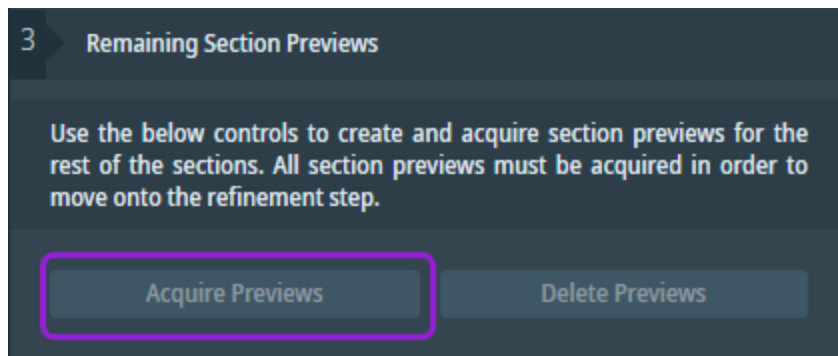 3
Remaining Section Previews
Use the below controls to create and acquire section previews for the
rest of the sections. All section previews must be acquired in order to
move onto the refinement step.
Acquire Previews
Delete Previews